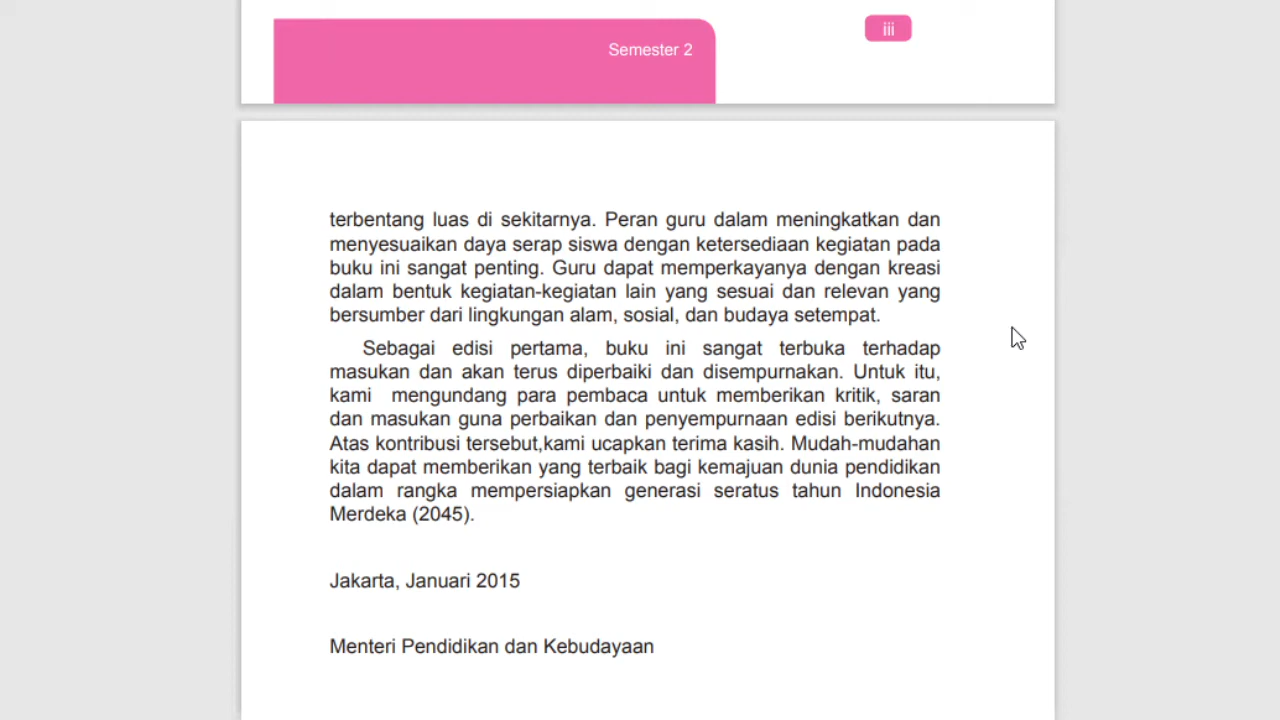 Semester 2
iii
terbentang luas di sekitarnya. Peran guru dalam meningkatkan dan
menyesuaikan daya serap siswa dengan ketersediaan kegiatan pada
buku ini sangat penting. Guru dapat memperkayanya dengan kreasi
dalam bentuk kegiatan-kegiatan lain yang sesuai dan relevan yang
bersumber dari lingkungan alam, sosial, dan budaya setempat.
Sebagai edisi pertama, buku ini sangat terbuka terhadap
masukan dan akan terus diperbaiki dan disempurnakan. Untuk itu,
kami mengundang para pembaca untuk memberikan kritik, saran
dan masukan guna perbaikan dan penyempurnaan edisi berikutnya.
Atas kontribusi tersebut,kami ucapkan terima kasih. Mudah-mudahan
kita dapat memberikan yang terbaik bagi kemajuan dunia pendidikan
dalam rangka mempersiapkan generasi seratus tahun Indonesia
Merdeka (2045).
Jakarta, Januari 2015
Menteri Pendidikan dan Kebudayaan